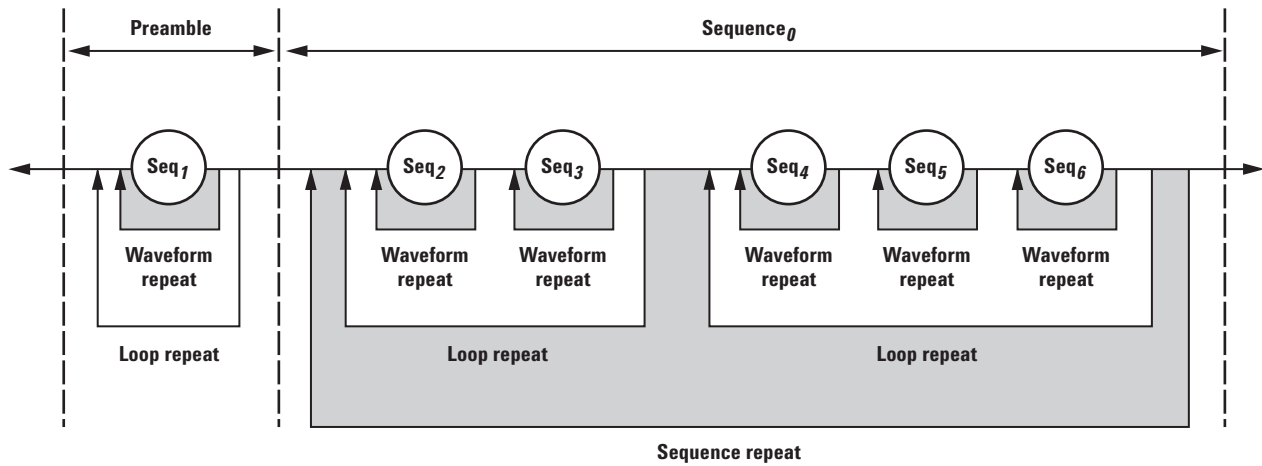 Preamble
Sequence0
Seq1
Seq2
Seq3
Seq4
Seq5
Seq6
Waveform
repeat
Waveform
repeat
Waveform
repeat
Waveform
repeat
Waveform
repeat
Waveform
repeat
Loop repeat
Loop repeat
Loop repeat
Sequence repeat